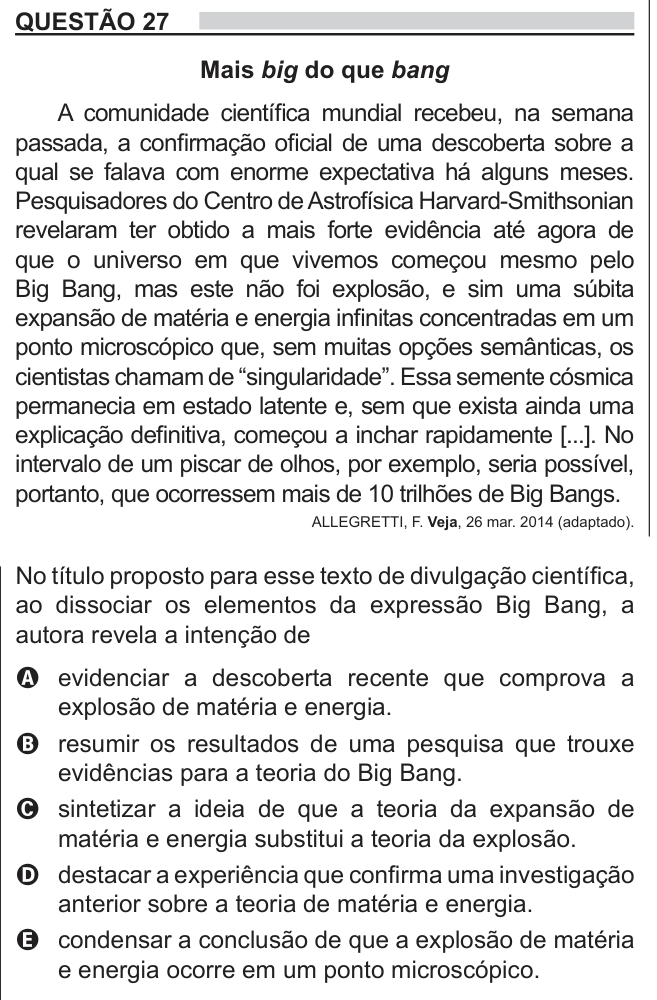 QUESTÃO 27
Mais big do que bang
A comunidade científica mundial recebeu, na semana
passada, a confirmação oficial de uma descoberta sobre a
qual se falava com enorme expectativa há alguns meses.
Pesquisadores do Centro de Astrofísica Harvard-Smithsonian
revelaram ter obtido a mais forte evidência até agora de
que o universo em que vivemos começou mesmo pelo
Big Bang, mas este não foi explosão, e sim uma súbita
expansão de matéria e energia infinitas concentradas em um
ponto microscópico que, sem muitas opções semânticas, os
cientistas chamam de “singularidade”. Essa semente cósmica
permanecia em estado latente e, sem que exista ainda uma
explicação definitiva, começou a inchar rapidamente [...]. No
intervalo de um piscar de olhos, por exemplo, seria possível,
portanto, que ocorressem mais de 10 trilhões de Big Bangs.
ALLEGRETTI, F. Veja, 26 mar. 2014 (adaptado).
No título proposto para esse texto de divulgação científica,
ao dissociar os elementos da expressão Big Bang, a
autora revela a intenção de
A evidenciar a descoberta recente que comprova a
explosão de matéria e energia.
B resumir os resultados de uma pesquisa que trouxe
evidências para a teoria do Big Bang.
C sintetizar a ideia de que a teoria da expansão de
matéria e energia substitui a teoria da explosão.
D destacar a experiência que confirma uma investigação
anterior sobre a teoria de matéria e energia.
E condensar a conclusão de que a explosão de matéria
e energia ocorre em um ponto microscópico.